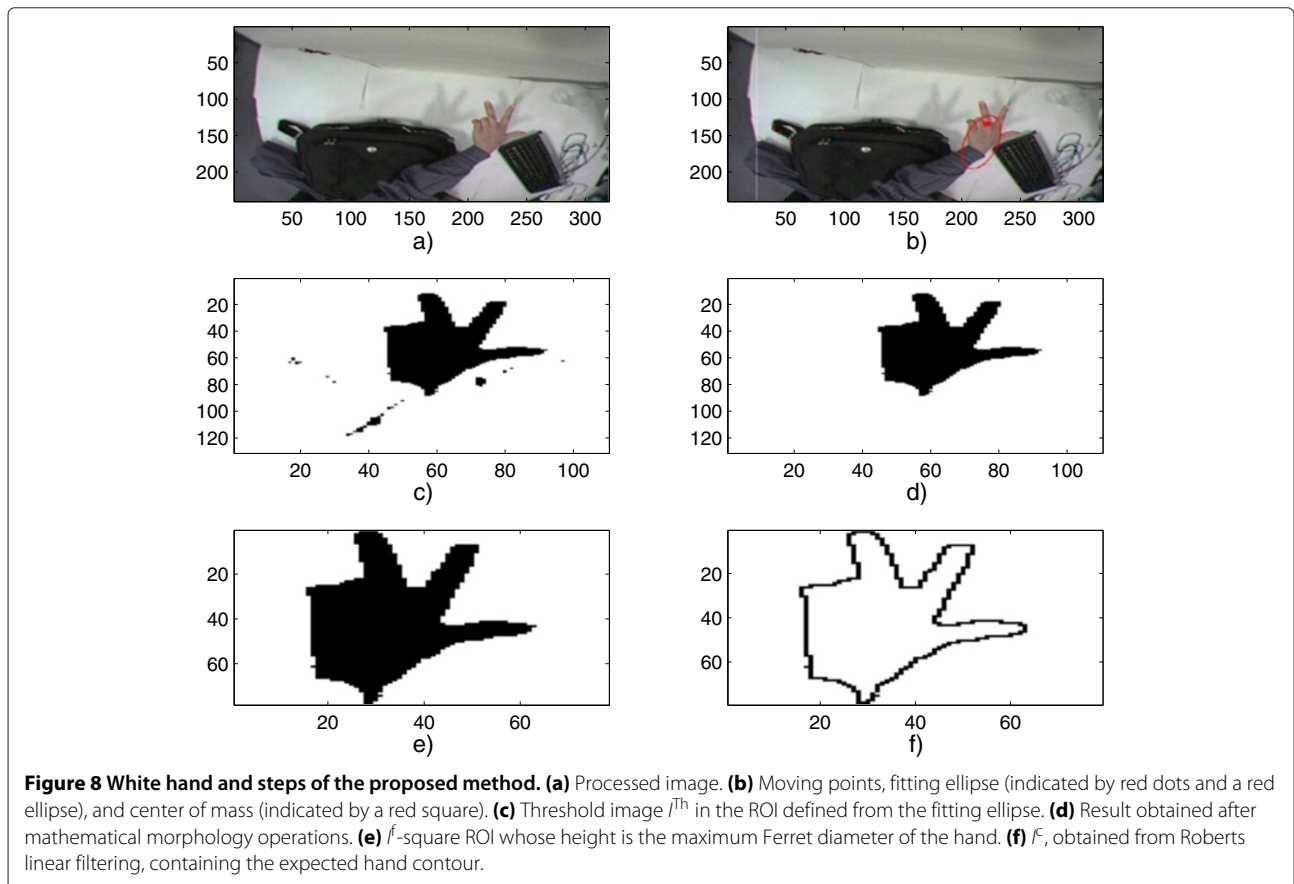 50
100
150
200
50 100 150 200 250 300
a)
50
100
150
200
50 100 150 200 250 300
b)
20
40
60
80
100
120
20 40 60 80 100
c)
20
40
60
80
100
120
20 40 60 80 100
d)
20
40
60
20 40 60
e)
20
40
60
20 40 60
f)
Figure 8 White hand and steps of the proposed method. (a) Processed image. (b) Moving points, fitting ellipse (indicated by red dots and a red
ellipse), and center of mass (indicated by a red square). (c) Threshold image I^Th in the ROI defined from the fitting ellipse. (d) Result obtained after
mathematical morphology operations. (e) I^f-square ROI whose height is the maximum Ferret diameter of the hand. (f) I^c, obtained from Roberts
linear filtering, containing the expected hand contour.